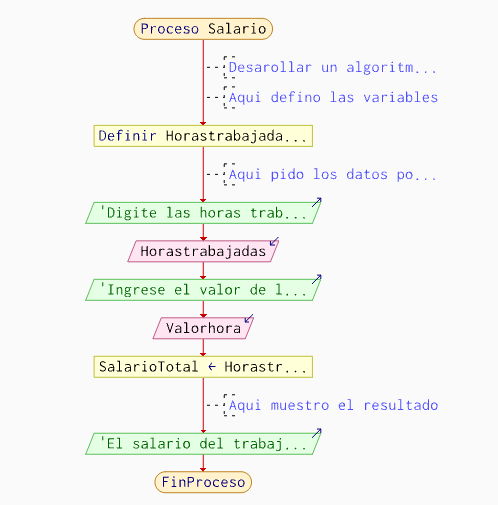 Proceso Salario
Desarollar un algoritm...
Aqui defino las variables
Definir Horastrabajada...
Aqui pido los datos po...
'Digite las horas trab...
Horastrabajadas
'Ingrese el valor de l...
Valorhora
SalarioTotal ← Horastr...
Aqui muestro el resultado
'El salario del trabaj...
FinProceso